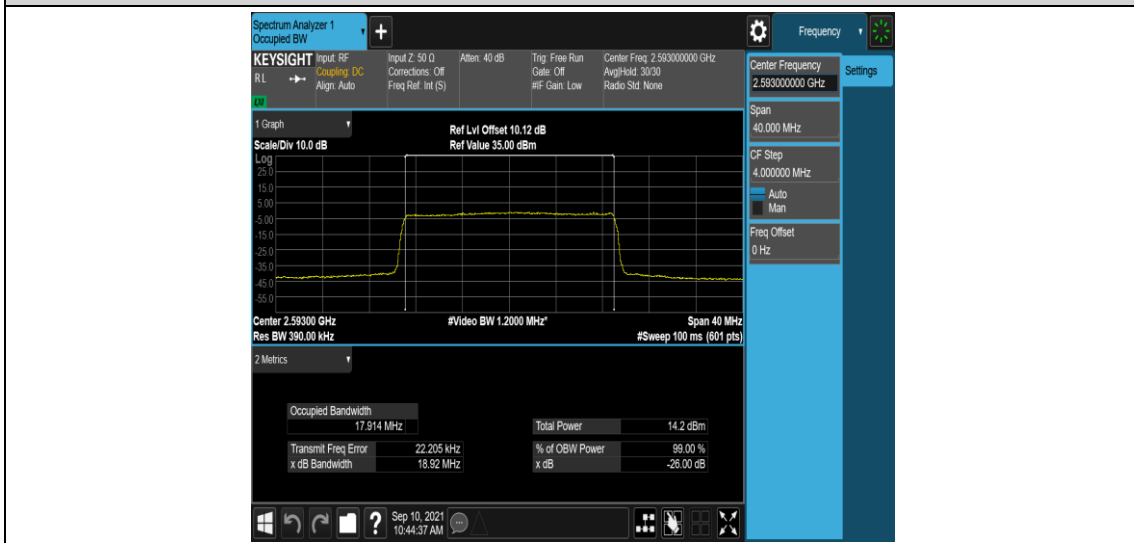 Spectrum Analyzer 1
Occupied BW
Frequency
KEYSIGHT
RL
Input: RF
Coupling: DC
Align: Auto
Input Z: 50 Ω
Corrections: Off
Freq Ref: Int (S)
Atten: 40 dB
Trig: Free Run
Gate: Off
#IF Gain: Low
Center Freq: 2.593000000 GHz
Avg|Hold: 30/30
Radio Std: None
1 Graph
Scale/Div 10.0 dB
Ref Lvl Offset 10.12 dB
Ref Value 35.00 dBm
Log
25.0
15.0
5.00
-5.00
-15.0
-25.0
-35.0
-45.0
-55.0
Center 2.59300 GHz
Res BW 390.00 kHz
#Video BW 1.2000 MHz*
Span 40 MHz
#Sweep 100 ms (601 pts)
2 Metrics
Occupied Bandwidth
17.914 MHz
Transmit Freq Error 22.205 kHz
x dB Bandwidth 18.92 MHz
Total Power 14.2 dBm
% of OBW Power 99.00 %
x dB -26.00 dB
Center Frequency
2.593000000 GHz
Settings
Span
40.000 MHz
CF Step
4.000000 MHz
Auto
Man
Freq Offset
0 Hz
?
Sep 10, 2021
10:44:37 AM